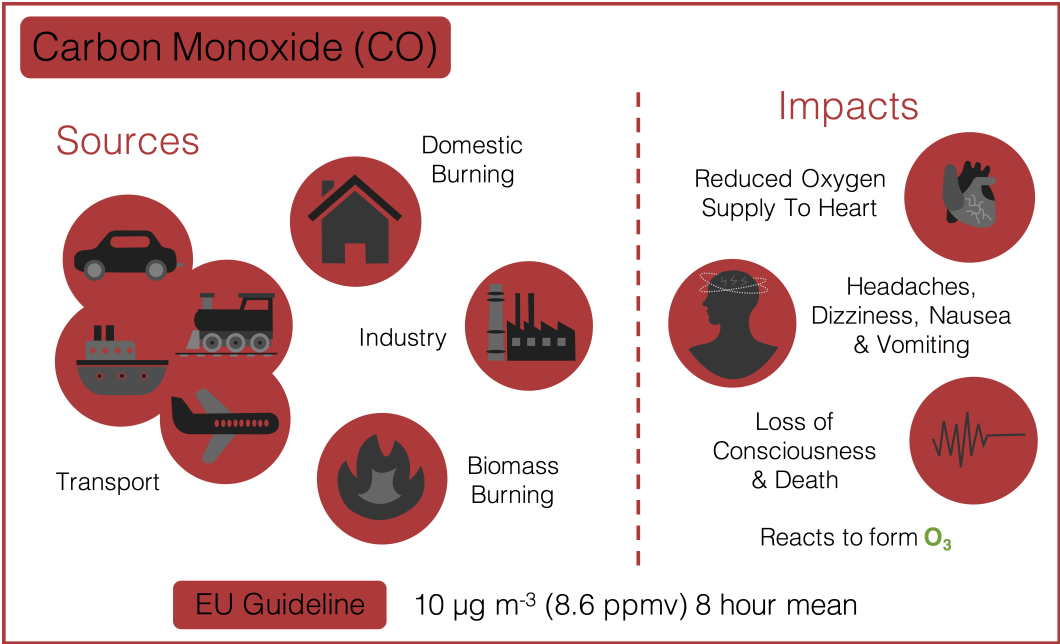 Carbon Monoxide (CO)
Sources
Domestic
Burning
Industry
Transport
Biomass
Burning
Impacts
Reduced Oxygen
Supply To Heart
Headaches,
Dizziness, Nausea
& Vomiting
Loss of
Consciousness
& Death
Reacts to form O₃
EU Guideline 10 µg m⁻³ (8.6 ppmv) 8 hour mean